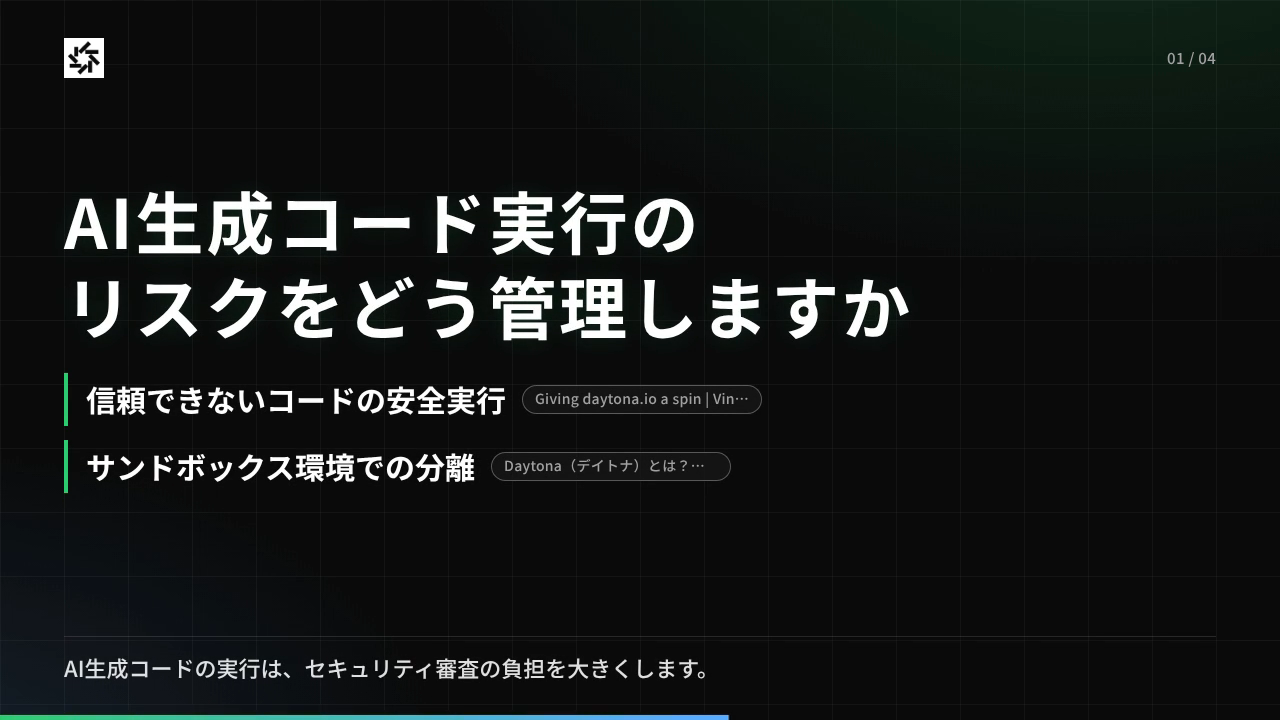 01 / 04
AI生成コード実行の
リスクをどう管理しますか
信頼できないコードの安全実行 Giving daytona.io a spin | Vin…
サンドボックス環境での分離 Daytona（デイトナ）とは？…
AI生成コードの実行は、セキュリティ審査の負担を大きくします。